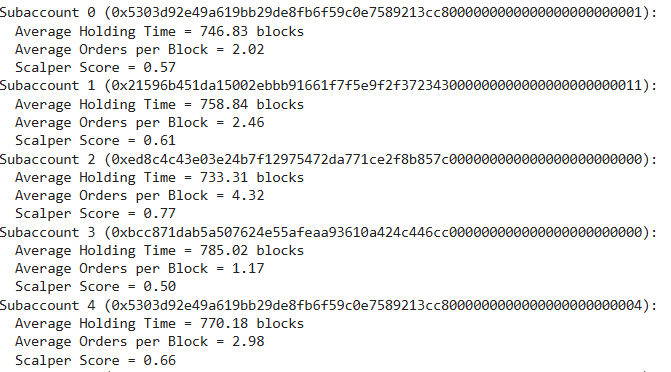 Subaccount 0 (0x5303d92e49a619bb29de8fb6f59c0e7589213cc8000000000000000000000001):
Average Holding Time = 746.83 blocks
Average Orders per Block = 2.02
Scalper Score = 0.57
Subaccount 1 (0x21596b451da15002ebbb91661f7f5e9f2f372343000000000000000000000011):
Average Holding Time = 758.84 blocks
Average Orders per Block = 2.46
Scalper Score = 0.61
Subaccount 2 (0xed8c4c43e03e24b7f12975472da771ce2f8b857c000000000000000000000000):
Average Holding Time = 733.31 blocks
Average Orders per Block = 4.32
Scalper Score = 0.77
Subaccount 3 (0xbcc871dab5a507624e55afeaa93610a424c446cc000000000000000000000000):
Average Holding Time = 785.02 blocks
Average Orders per Block = 1.17
Scalper Score = 0.50
Subaccount 4 (0x5303d92e49a619bb29de8fb6f59c0e7589213cc8000000000000000000000004):
Average Holding Time = 770.18 blocks
Average Orders per Block = 2.98
Scalper Score = 0.66